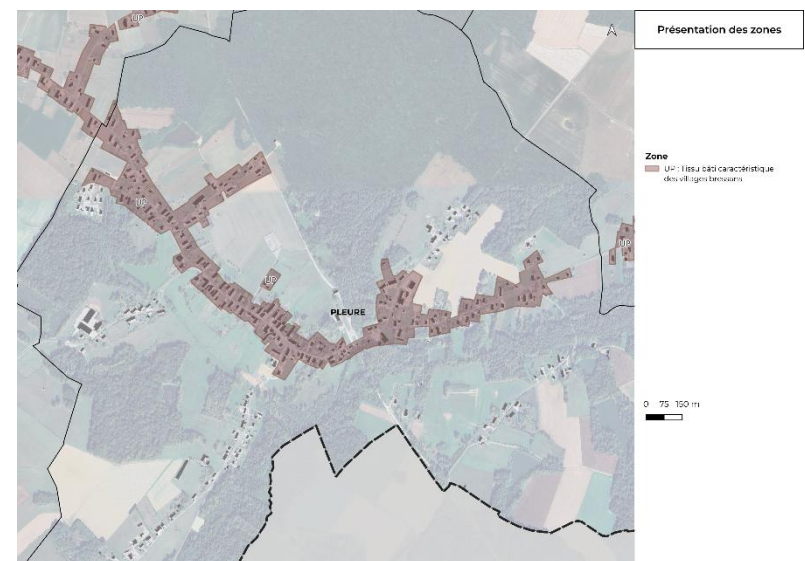 Présentation des zones
UP
Zone
UP : Tissu bâti caractéristique
des villages bressans
UP
UP
UP
PLEURE
0 75 150 m